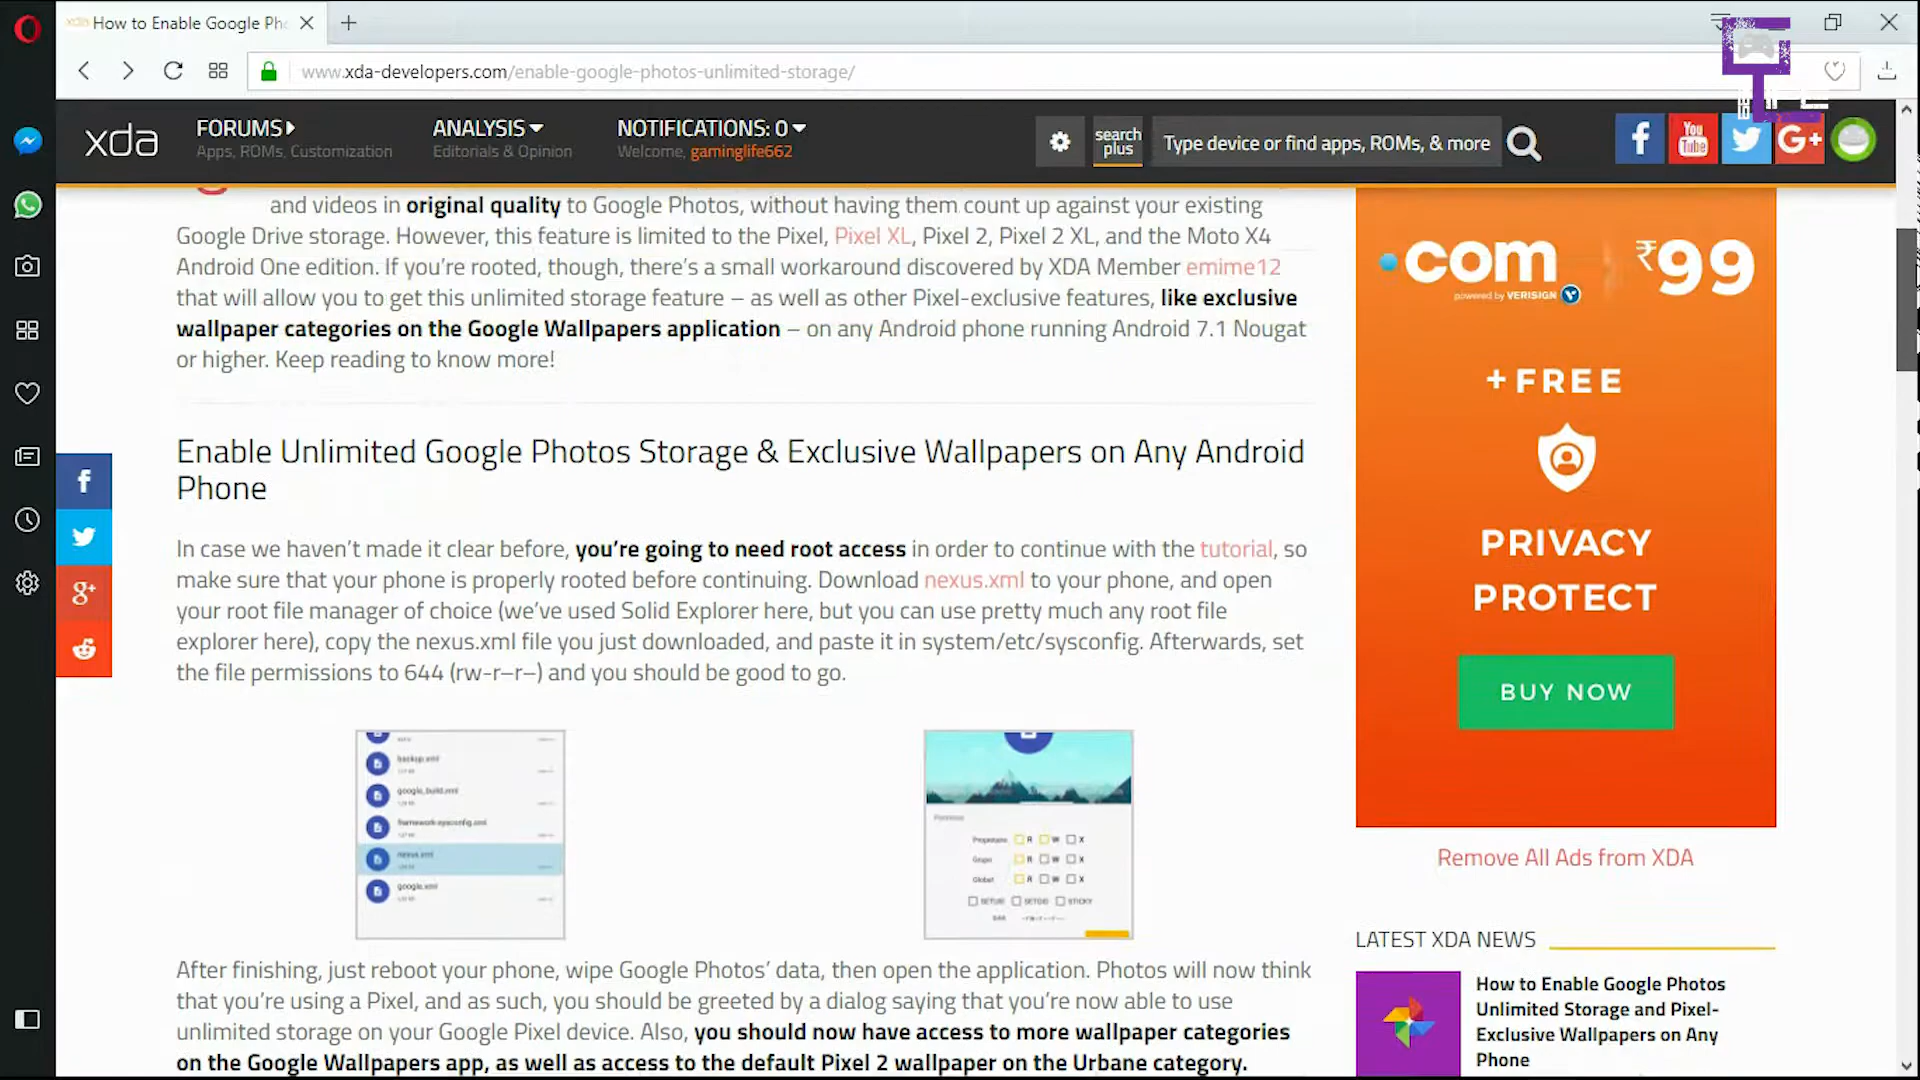 How to Enable Google Ph
www.xda-developers.com/enable-google-photos-unlimited-storage/
xda
FORUMS
Apps, ROMs, Customization
ANALYSIS
Editorials & Opinion
NOTIFICATIONS: 0
Welcome, gaminglife662
search plus
Type device or find apps, ROMs, & more
You Tube
G+
LIFE
and videos in original quality to Google Photos, without having them count up against your existing
Google Drive storage. However, this feature is limited to the Pixel, Pixel XL, Pixel 2, Pixel 2 XL, and the Moto X4
Android One edition. If you're rooted, though, there's a small workaround discovered by XDA Member emime12
that will allow you to get this unlimited storage feature – as well as other Pixel-exclusive features, like exclusive
wallpaper categories on the Google Wallpapers application – on any Android phone running Android 7.1 Nougat
or higher. Keep reading to know more!
Enable Unlimited Google Photos Storage & Exclusive Wallpapers on Any Android
Phone
In case we haven't made it clear before, you're going to need root access in order to continue with the tutorial, so
make sure that your phone is properly rooted before continuing. Download nexus.xml to your phone, and open
your root file manager of choice (we've used Solid Explorer here, but you can use pretty much any root file
explorer here), copy the nexus.xml file you just downloaded, and paste it in system/etc/sysconfig. Afterwards, set
the file permissions to 644 (rw-r–r–) and you should be good to go.
backup.xml
google_build.xml
framework-sysconfig.xml
nexus.xml
google.xml
R W X
R W X
Global R W X
SETUID SETGID STICKY
After finishing, just reboot your phone, wipe Google Photos' data, then open the application. Photos will now think
that you're using a Pixel, and as such, you should be greeted by a dialog saying that you're now able to use
unlimited storage on your Google Pixel device. Also, you should now have access to more wallpaper categories
on the Google Wallpapers app, as well as access to the default Pixel 2 wallpaper on the Urbane category.
.com ₹99
powered by VERISIGN
+FREE
PRIVACY
PROTECT
BUY NOW
Remove All Ads from XDA
LATEST XDA NEWS
How to Enable Google Photos
Unlimited Storage and Pixel-
Exclusive Wallpapers on Any
Phone